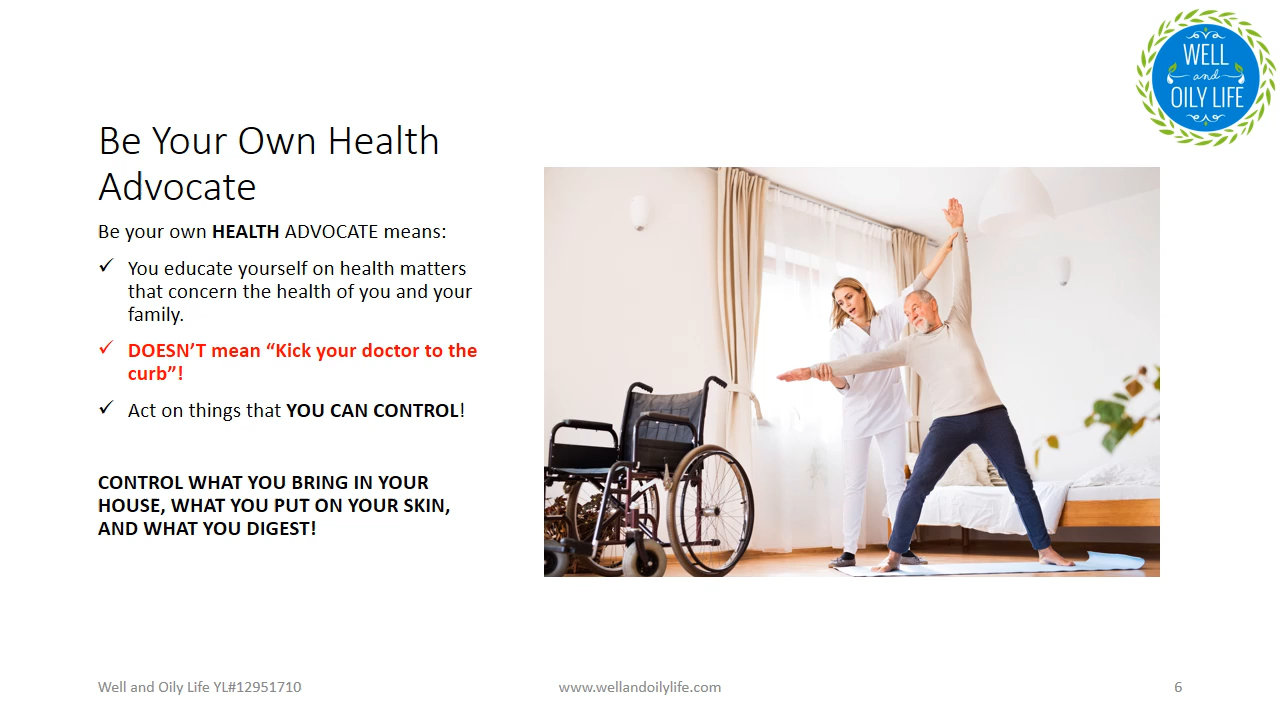 WELL
and
OILY LIFE
Be Your Own Health
Advocate
Be your own HEALTH ADVOCATE means:
✓ You educate yourself on health matters
that concern the health of you and your
family.
✓ DOESN’T mean “Kick your doctor to the
curb”!
✓ Act on things that YOU CAN CONTROL!
CONTROL WHAT YOU BRING IN YOUR
HOUSE, WHAT YOU PUT ON YOUR SKIN,
AND WHAT YOU DIGEST!
Well and Oily Life YL#12951710
www.wellandoilylife.com
6